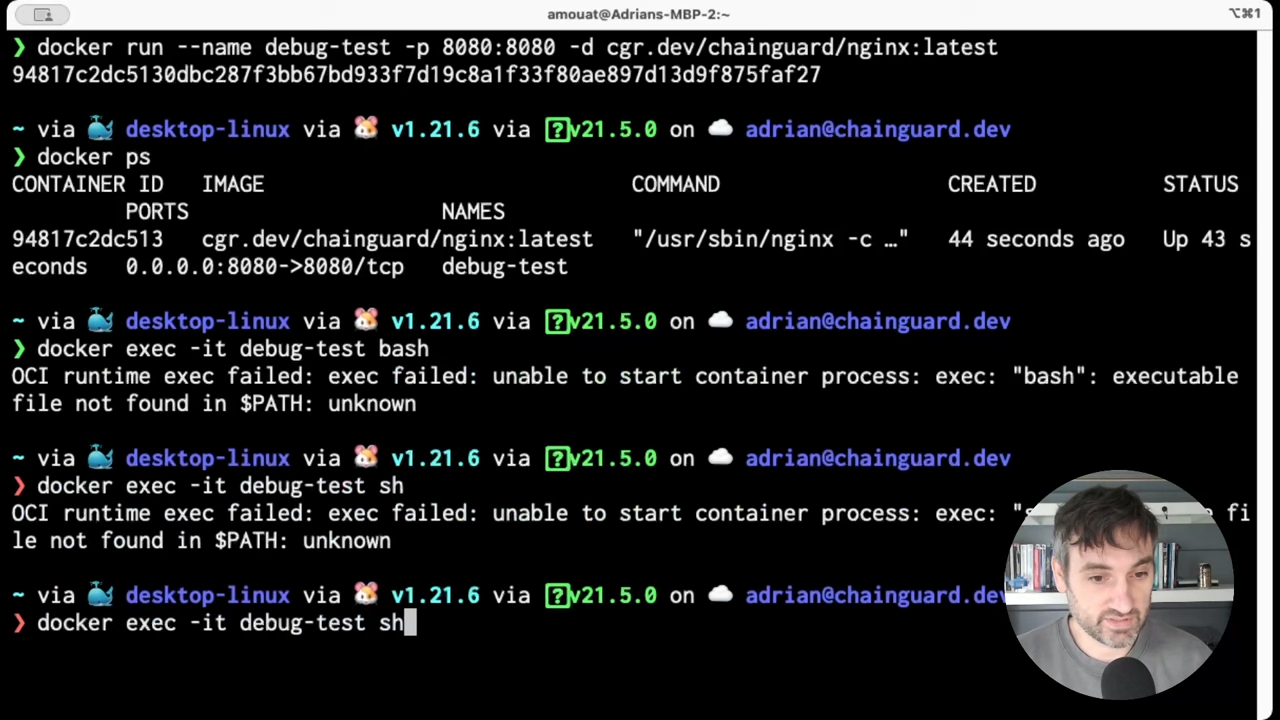 amouat@Adrians-MBP-2:~
⌥⌘1
❯ docker run --name debug-test -p 8080:8080 -d cgr.dev/chainguard/nginx:latest
94817c2dc5130dbc287f3bb67bd933f7d19c8a1f33f80ae897d13d9f875faf27
~ via 🐳 desktop-linux via 🐹 v1.21.6 via ?v21.5.0 on ☁️ adrian@chainguard.dev
❯ docker ps
CONTAINER ID IMAGE COMMAND CREATED STATUS
PORTS NAMES
94817c2dc513 cgr.dev/chainguard/nginx:latest "/usr/sbin/nginx -c …" 44 seconds ago Up 43 s
econds 0.0.0.0:8080->8080/tcp debug-test
~ via 🐳 desktop-linux via 🐹 v1.21.6 via ?v21.5.0 on ☁️ adrian@chainguard.dev
❯ docker exec -it debug-test bash
OCI runtime exec failed: exec failed: unable to start container process: exec: "bash": executable
file not found in $PATH: unknown
~ via 🐳 desktop-linux via 🐹 v1.21.6 via ?v21.5.0 on ☁️ adrian@chainguard.dev
❯ docker exec -it debug-test sh
OCI runtime exec failed: exec failed: unable to start container process: exec: fi
le not found in $PATH: unknown
~ via 🐳 desktop-linux via 🐹 v1.21.6 via ?v21.5.0 on ☁️ adrian@chainguard.dev
❯ docker exec -it debug-test sh